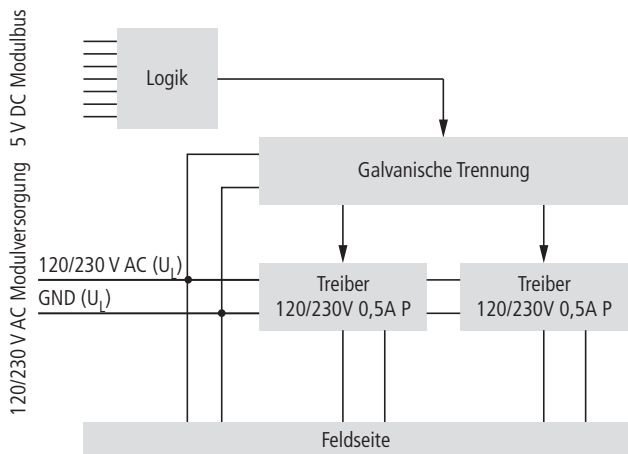 5 V DC Modulbus
Logik
Galvanische Trennung
120/230 V AC Modulversorgung
120/230 V AC (UL)
GND (UL)
Treiber
120/230V 0,5A P
Treiber
120/230V 0,5A P
Feldseite